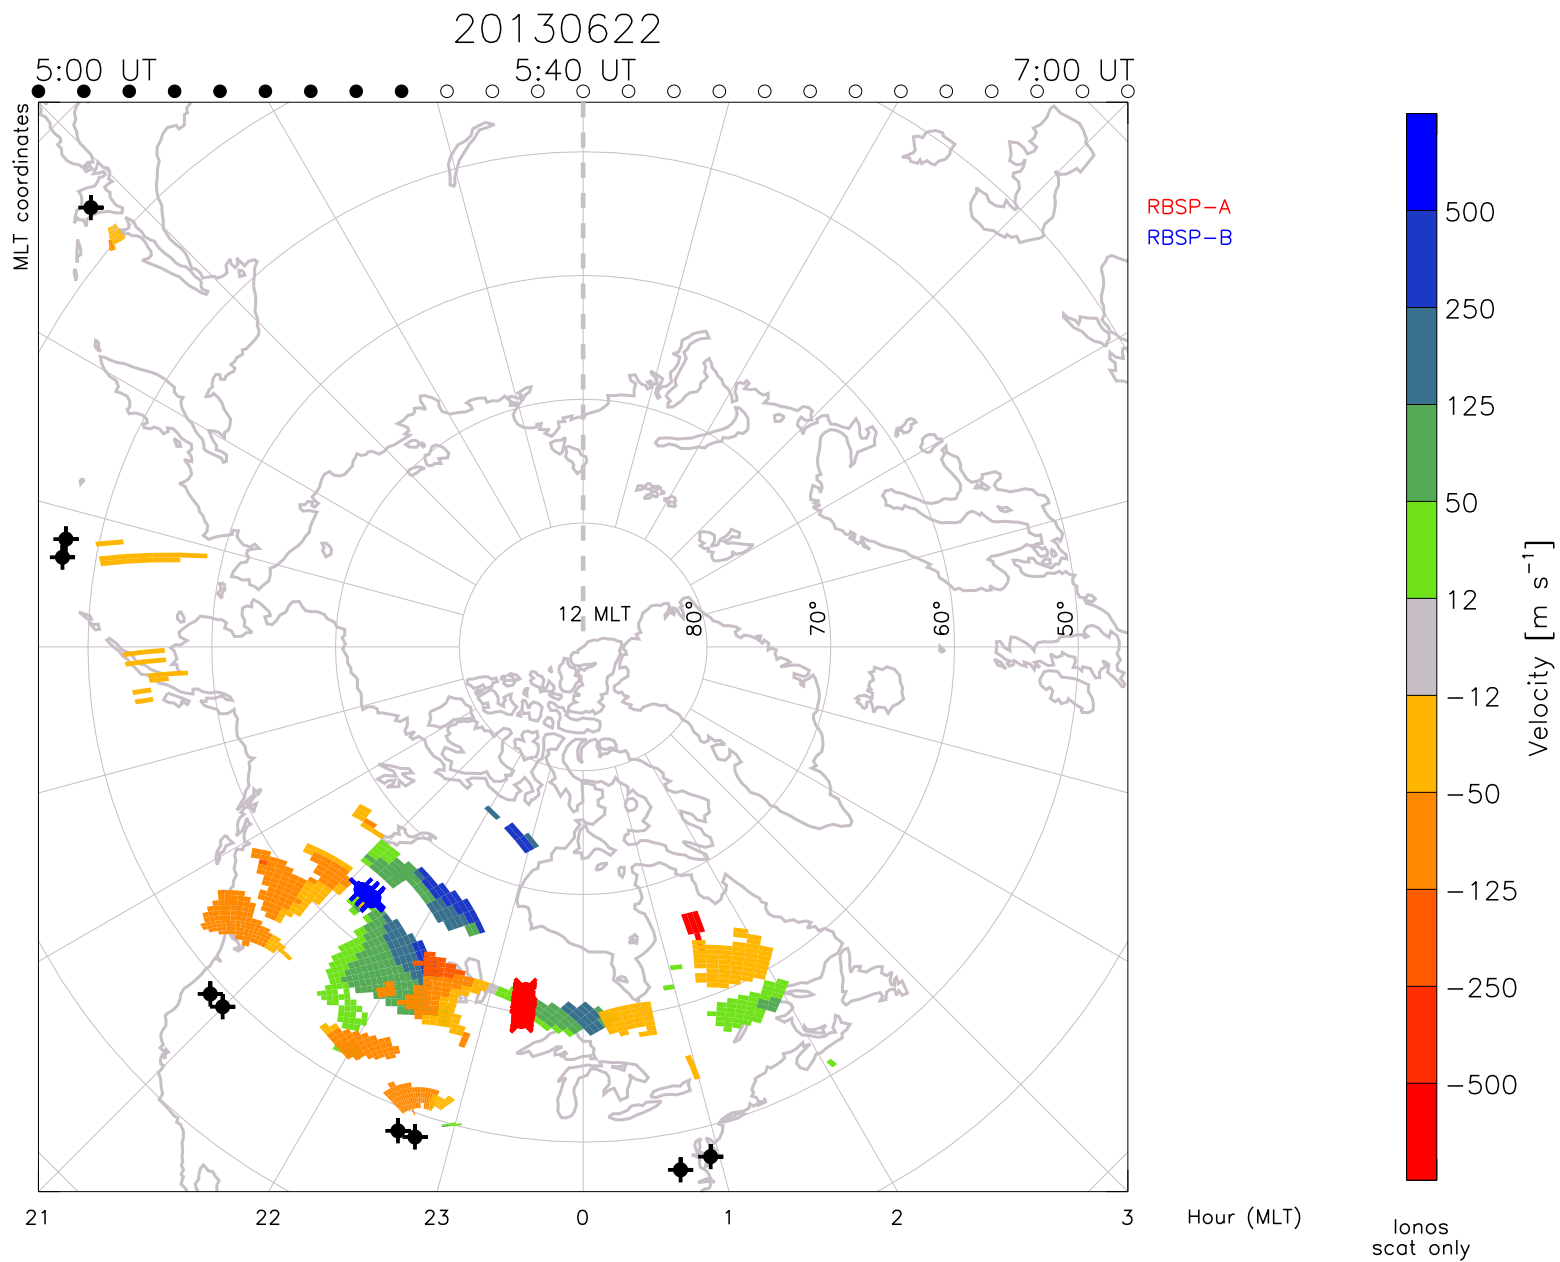 20130622
5:00 UT 5:40 UT 7:00 UT
MLT coordinates
RBSP-A
RBSP-B
12 MLT
80° 70° 60° 50°
500
250
125
50
12
-12
-50
-125
-250
-500
Velocity [m s⁻¹]
21 22 23 0 1 2 3 Hour (MLT)
Ionos
scat only